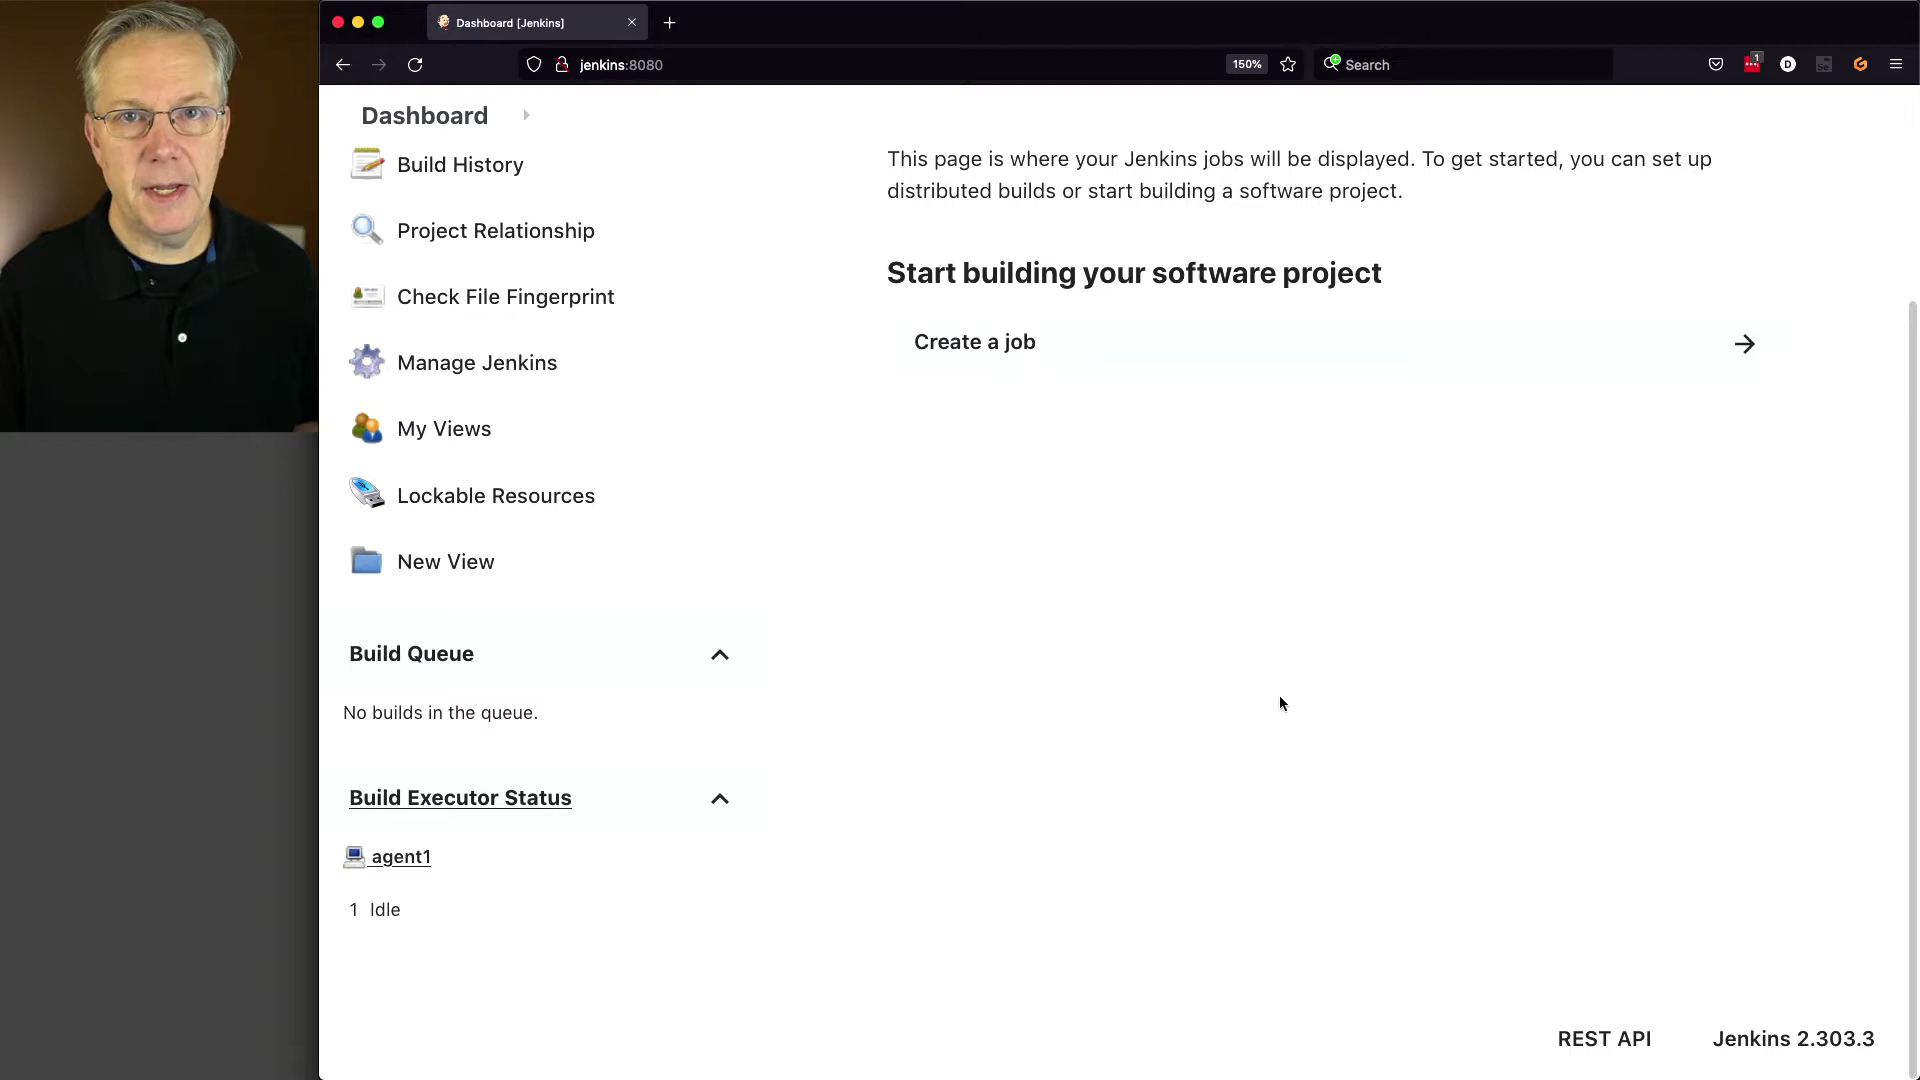 Dashboard [Jenkins]
jenkins:8080
150%
Search
1
D
Se
Dashboard
Build History
Project Relationship
Check File Fingerprint
Manage Jenkins
My Views
Lockable Resources
New View
Build Queue
No builds in the queue.
Build Executor Status
agent1
1 Idle
This page is where your Jenkins jobs will be displayed. To get started, you can set up
distributed builds or start building a software project.
Start building your software project
Create a job
REST API
Jenkins 2.303.3